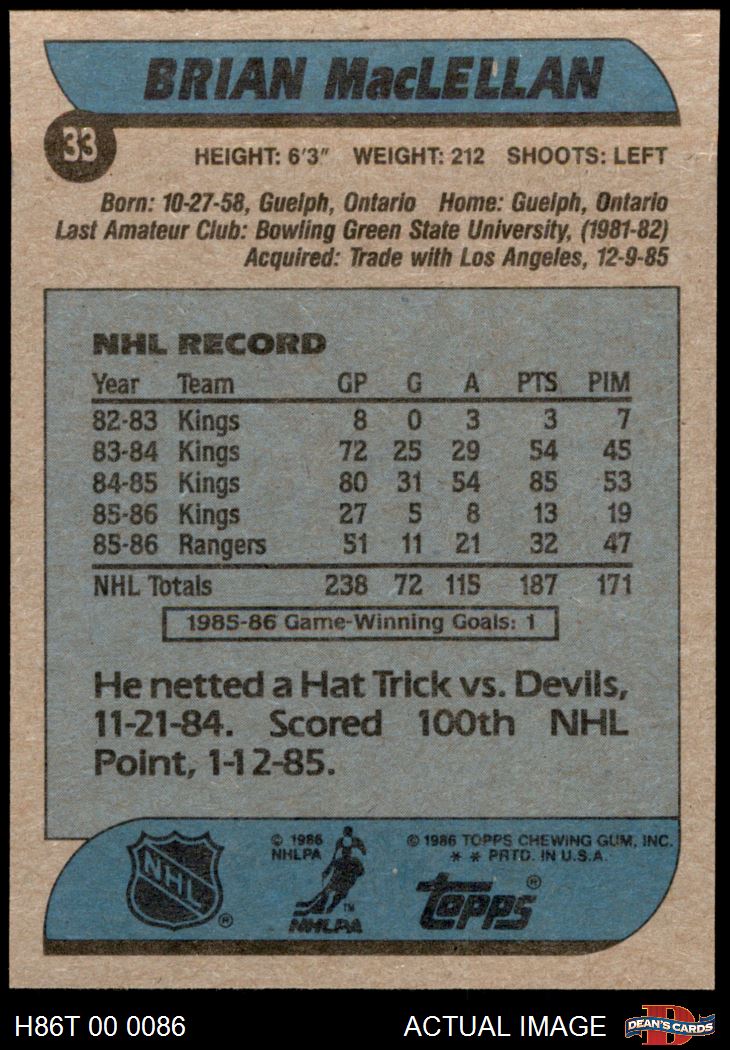 BRIAN MacLELLAN
33
HEIGHT: 6'3" WEIGHT: 212 SHOOTS: LEFT
Born: 10-27-58, Guelph, Ontario Home: Guelph, Ontario
Last Amateur Club: Bowling Green State University, (1981-82)
Acquired: Trade with Los Angeles, 12-9-85
NHL RECORD
Year Team GP G A PTS PIM
82-83 Kings 8 0 3 3 7
83-84 Kings 72 25 29 54 45
84-85 Kings 80 31 54 85 53
85-86 Kings 27 5 8 13 19
85-86 Rangers 51 11 21 32 47
NHL Totals 238 72 115 187 171
1985-86 Game-Winning Goals: 1
He netted a Hat Trick vs. Devils,
11-21-84. Scored 100th NHL
Point, 1-12-85.
NHL ®
© 1986
NHLPA
™
NHLPA
© 1986 TOPPS CHEWING GUM, INC.
* * PRTD. IN U.S.A.
topps ®
H86T 00 0086 ACTUAL IMAGE
D
DEAN'S CARDS